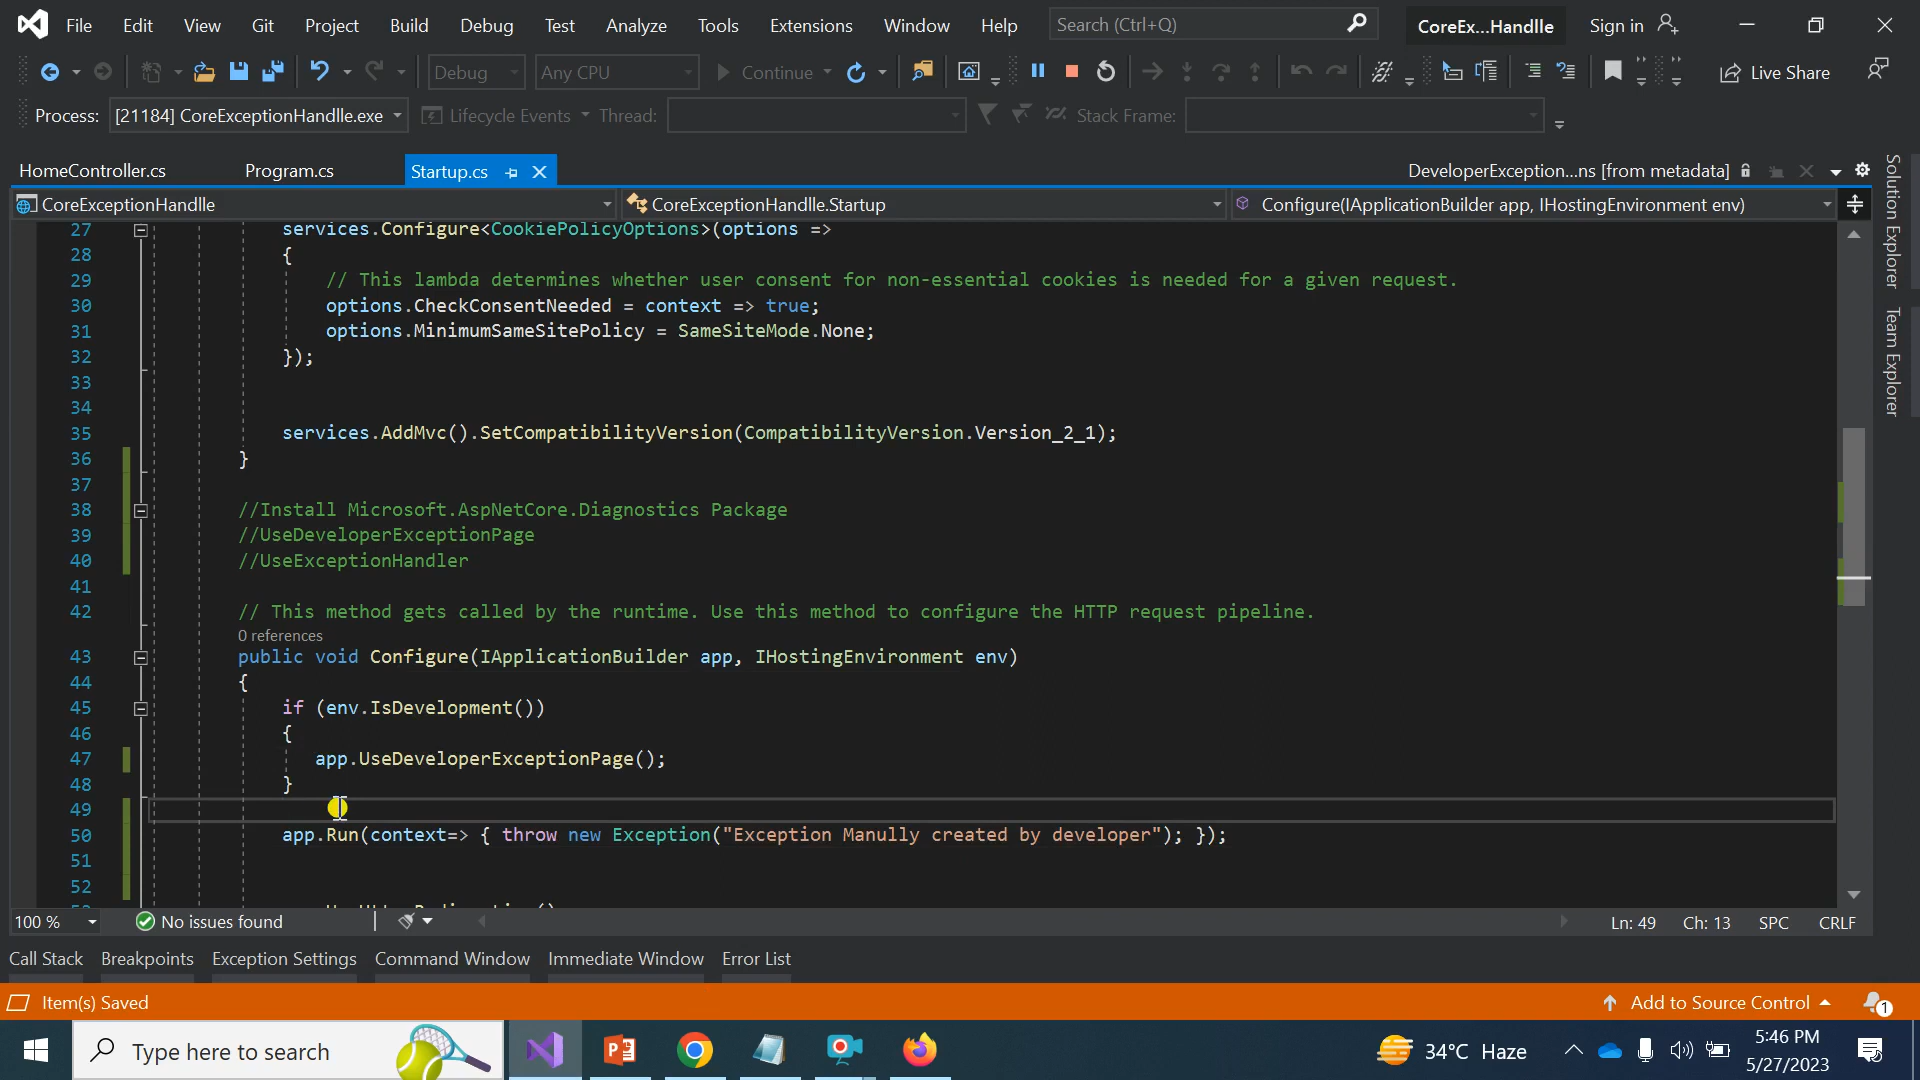 File Edit View Git Project Build Debug Test Analyze Tools Extensions Window Help Search (Ctrl+Q) CoreEx...Handlle Sign in
Debug Any CPU Continue Live Share
Process: [21184] CoreExceptionHandlle.exe Lifecycle Events Thread: Stack Frame:
HomeController.cs Program.cs Startup.cs DeveloperException...ns [from metadata]
CoreExceptionHandlle CoreExceptionHandlle.Startup Configure(IApplicationBuilder app, IHostingEnvironment env)
27 services.Configure<CookiePolicyOptions>(options =>
28 {
29 // This lambda determines whether user consent for non-essential cookies is needed for a given request.
30 options.CheckConsentNeeded = context => true;
31 options.MinimumSameSitePolicy = SameSiteMode.None;
32 });
33
34
35 services.AddMvc().SetCompatibilityVersion(CompatibilityVersion.Version_2_1);
36 }
37
38 //Install Microsoft.AspNetCore.Diagnostics Package
39 //UseDeveloperExceptionPage
40 //UseExceptionHandler
41
42 // This method gets called by the runtime. Use this method to configure the HTTP request pipeline.
0 references
43 public void Configure(IApplicationBuilder app, IHostingEnvironment env)
44 {
45 if (env.IsDevelopment())
46 {
47 app.UseDeveloperExceptionPage();
48 }
49
50 app.Run(context=> { throw new Exception("Exception Manully created by developer"); });
51
52
100 % No issues found Ln: 49 Ch: 13 SPC CRLF
Call Stack Breakpoints Exception Settings Command Window Immediate Window Error List
Item(s) Saved Add to Source Control 1
Type here to search 34°C Haze 5:46 PM
5/27/2023
Solution Explorer
Team Explorer